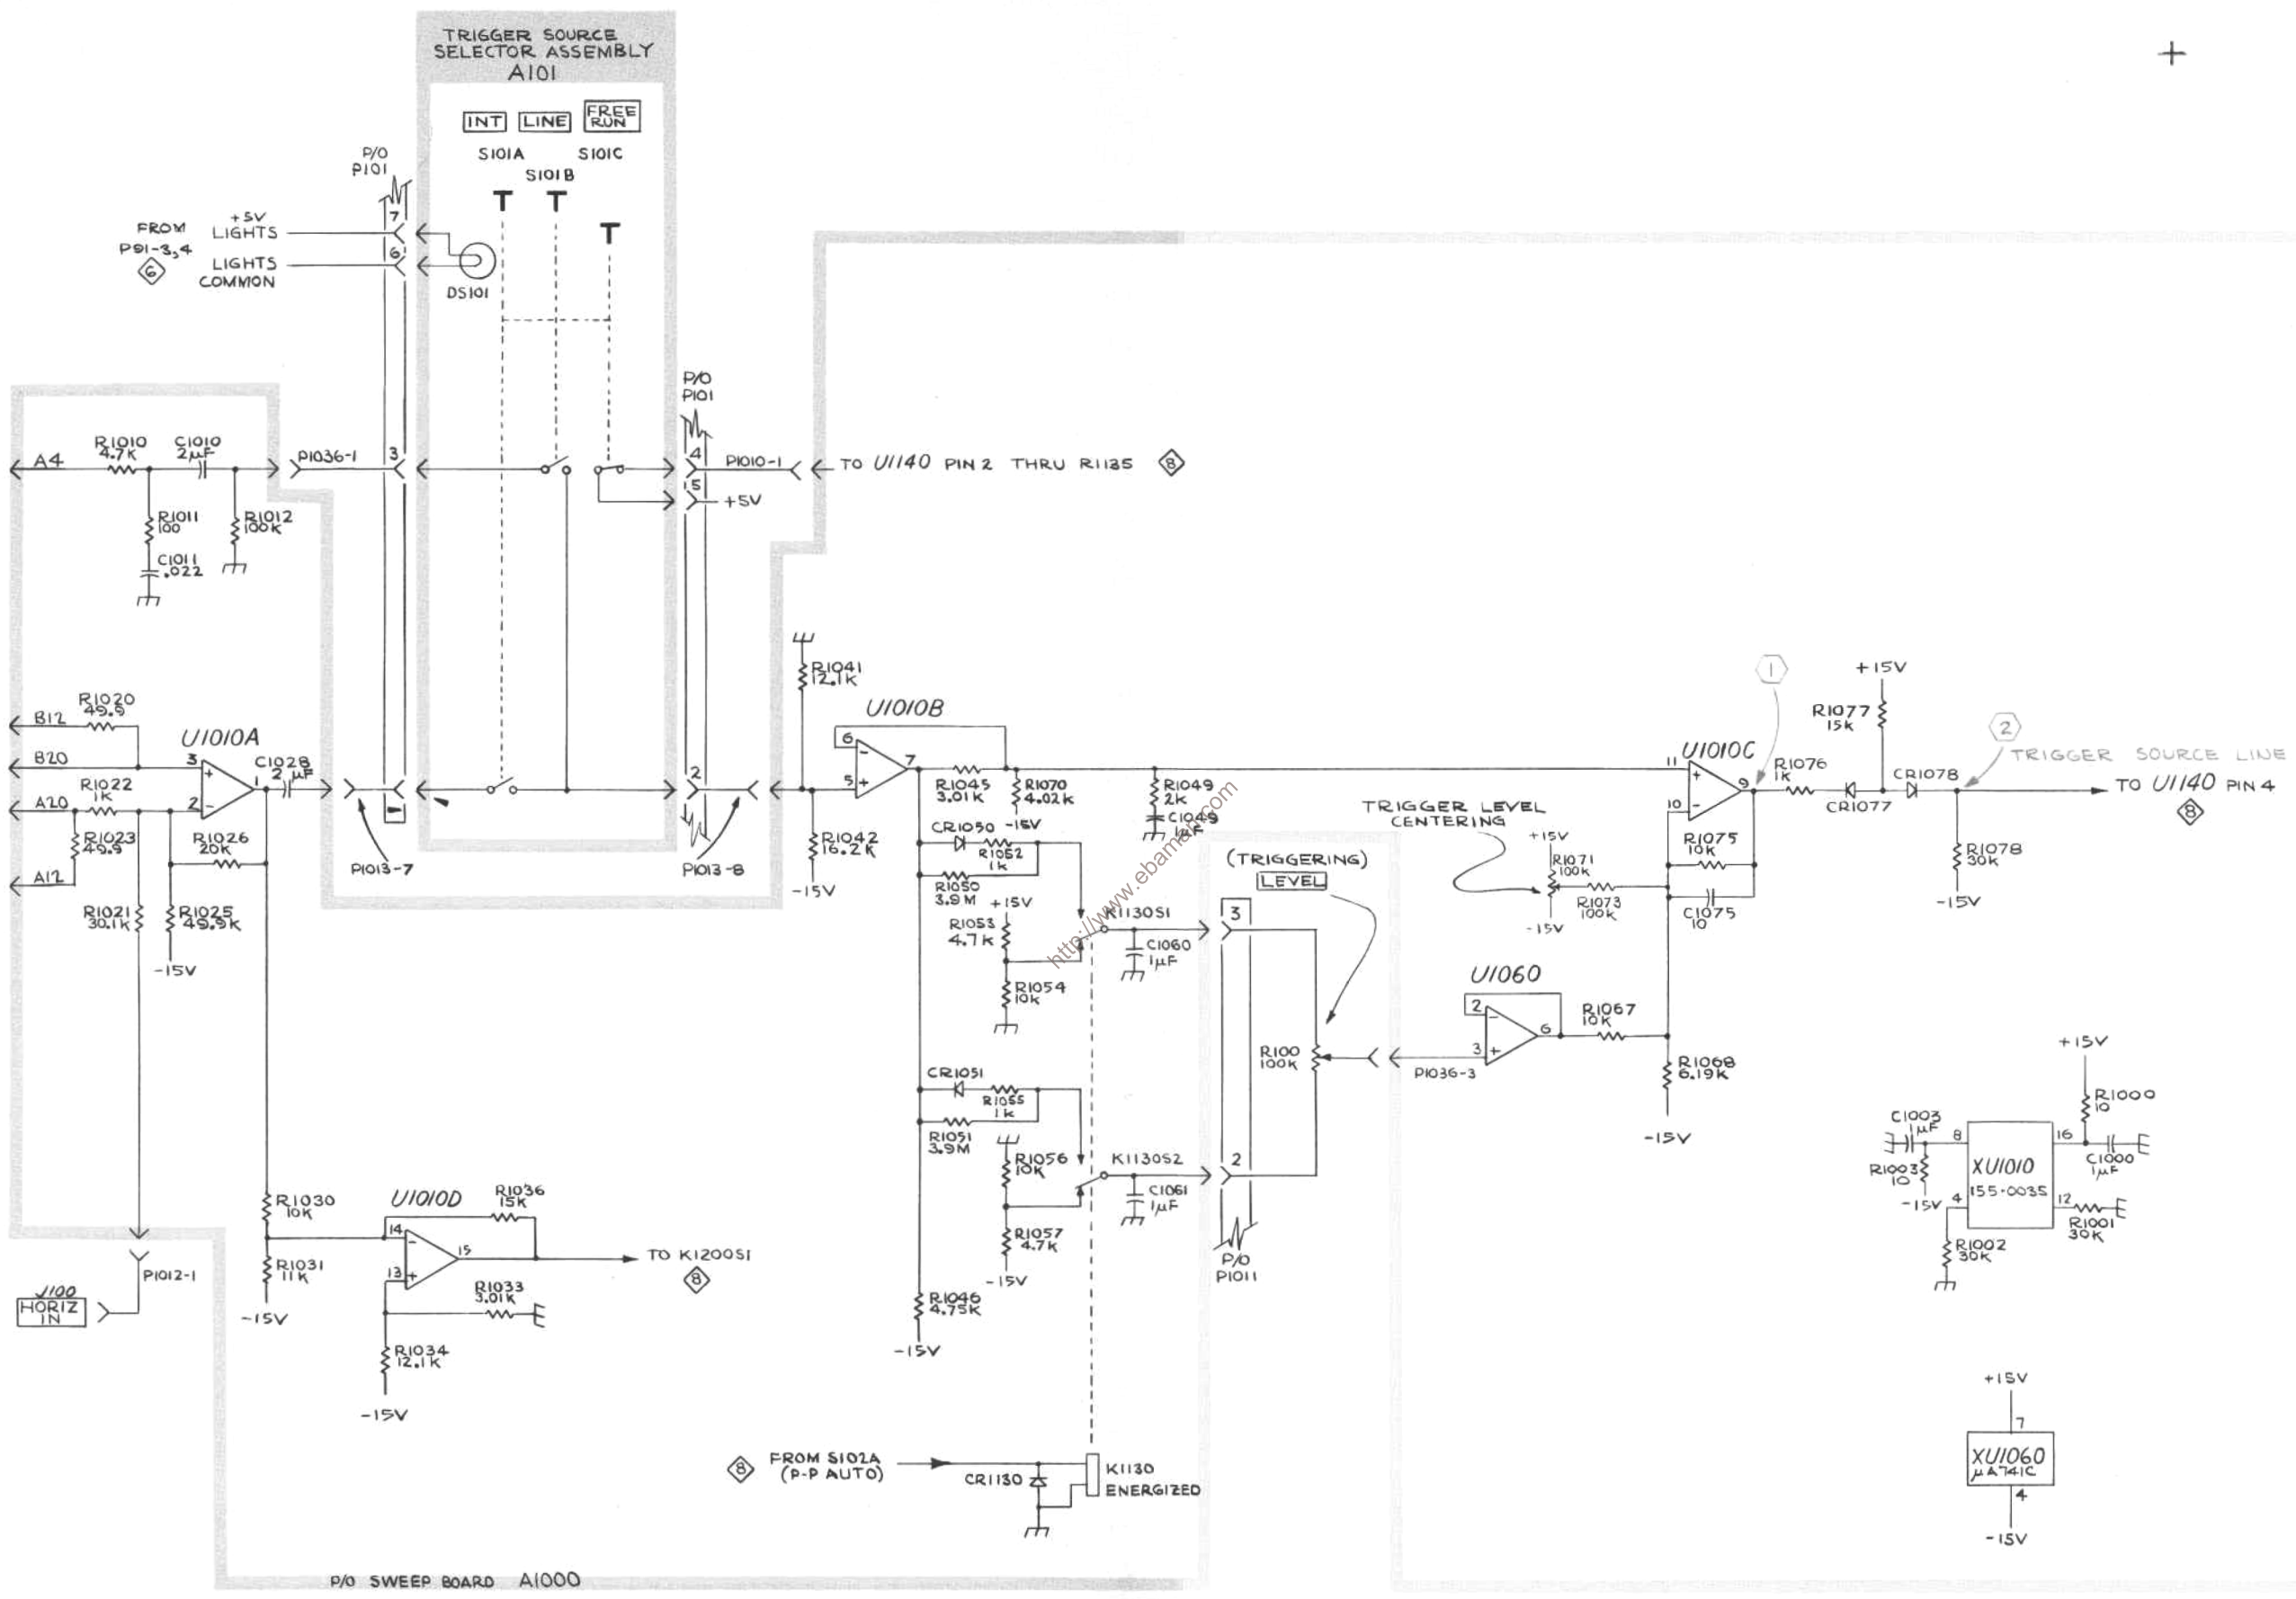 TRIGGER SOURCE
SELECTOR ASSEMBLY
A101
INT LINE FREE RUN
S101A S101C
S101B
P/O
P101
7
6
FROM
P91-3,4
6
+5V
LIGHTS
LIGHTS
COMMON
DS101
P/O
P101
A4
R1010
4.7K
C1010
2µF
P1036-1
3
4
P1010-1
TO U1140 PIN 2 THRU R1135 8
5
+5V
R1011
100
R1012
100K
C1011
.022
R1041
12.1K
B12
R1020
49.9
B20
U1010A
3
1
2
C1028
2 µF
A20
R1022
1K
R1023
49.9
R1026
20K
A12
R1021
30.1K
R1025
49.9K
-15V
1
P1013-7
2
P1013-8
R1042
16.2K
-15V
U1010B
6
5
7
R1045
3.01K
R1070
4.02K
-15V
R1049
2K
C1049
1µF
CR1050
R1052
1K
R1050
3.9M
+15V
R1053
4.7K
R1054
10K
K1130S1
C1060
1µF
http://www.ebaman.com
(TRIGGERING)
LEVEL
3
R100
100K
P1036-3
TRIGGER LEVEL
CENTERING
+15V
R1071
100K
-15V
R1073
100K
U1010C
11
10
9
R1075
10K
C1075
10
1
R1076
1K
CR1077
+15V
R1077
15K
CR1078
2
TRIGGER SOURCE LINE
TO U1140 PIN 4
8
R1078
30K
-15V
U1060
2
3
6
R1067
10K
R1068
6.19K
-15V
CR1051
R1055
1K
R1051
3.9M
R1056
10K
R1057
4.7K
-15V
K1130S2
C1061
1µF
2
P/O
P1011
R1046
4.75K
-15V
R1030
10K
R1031
11K
-15V
U1010D
14
13
15
R1036
15K
R1033
3.01K
R1034
12.1K
-15V
TO K1200S1
8
P1012-1
J100
HORIZ
IN
+15V
R1000
10
C1003
1µF
R1003
10
-15V
8
16
4
12
XU1010
155-0035
C1000
1µF
R1001
30K
R1002
30K
+15V
7
XU1060
µA741C
4
-15V
8
FROM S102A
(P-P AUTO)
CR1130
K1130
ENERGIZED
P/O SWEEP BOARD A1000